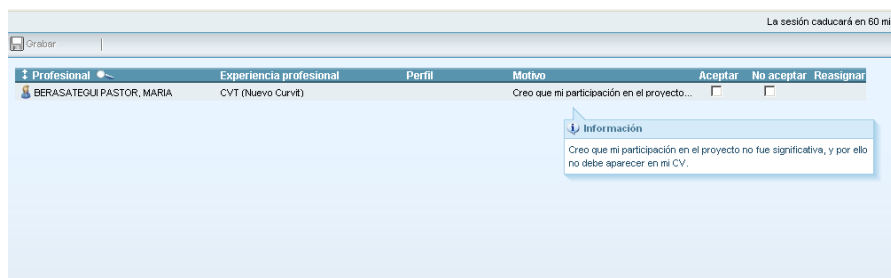 La sesión caducará en 60 mi
Grabar
Profesional Experiencia profesional Perfil Motivo Aceptar No aceptar Reasignar
BERASATEGUI PASTOR, MARIA CVT (Nuevo Curvit) Creo que mi participación en el proyecto...
Información
Creo que mi participación en el proyecto no fue significativa, y por ello
no debe aparecer en mi CV.